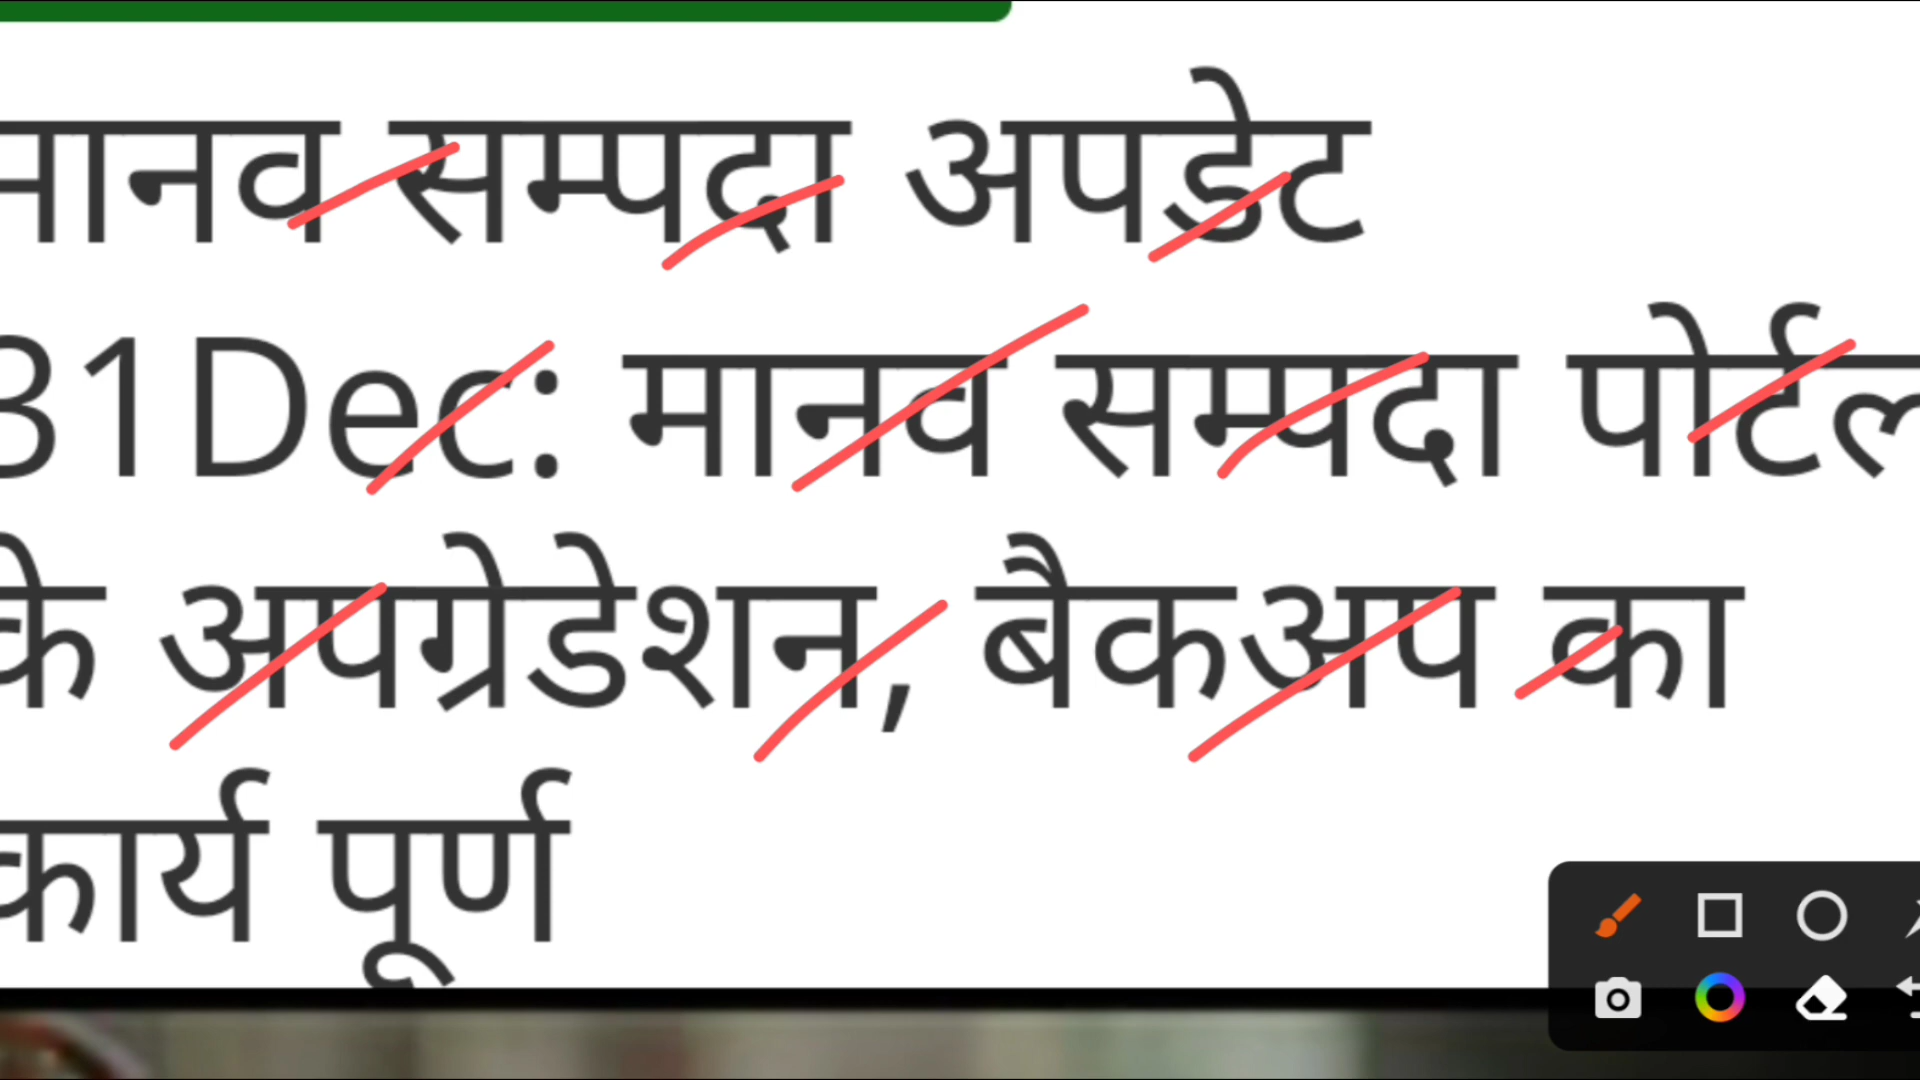 मानव सम्पदा अपडेट
31Dec: मानव सम्पदा पोर्टल
के अपग्रेडेशन, बैकअप का
कार्य पूर्ण